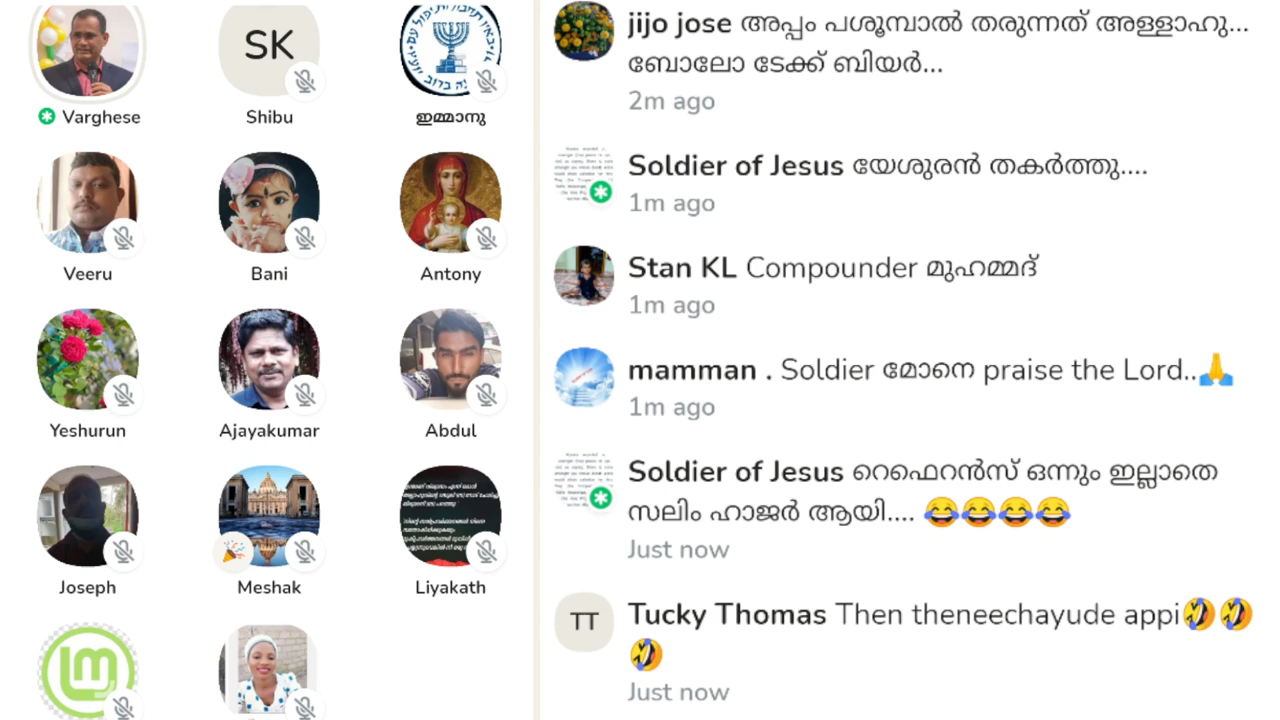 SK
Varghese
Shibu
ഇമ്മാനു
Veeru
Bani
Antony
Yeshurun
Ajayakumar
Abdul
Joseph
Meshak
Liyakath
lm
jijo jose അപ്പം പശൂമ്പാൽ തരുന്നത് അള്ളാഹു...
ബോലോ ടേക്ക് ബിയർ...
2m ago
Soldier of Jesus യേശുരൻ തകർത്തു....
1m ago
Stan KL Compounder മുഹമ്മദ്
1m ago
mamman . Soldier മോനെ praise the Lord..🙏
1m ago
Soldier of Jesus റെഫെറൻസ് ഒന്നും ഇല്ലാതെ
സലിം ഹാജർ ആയി.... 😂😂😂😂
Just now
TT
Tucky Thomas Then theneechayude appi🤣🤣
🤣
Just now